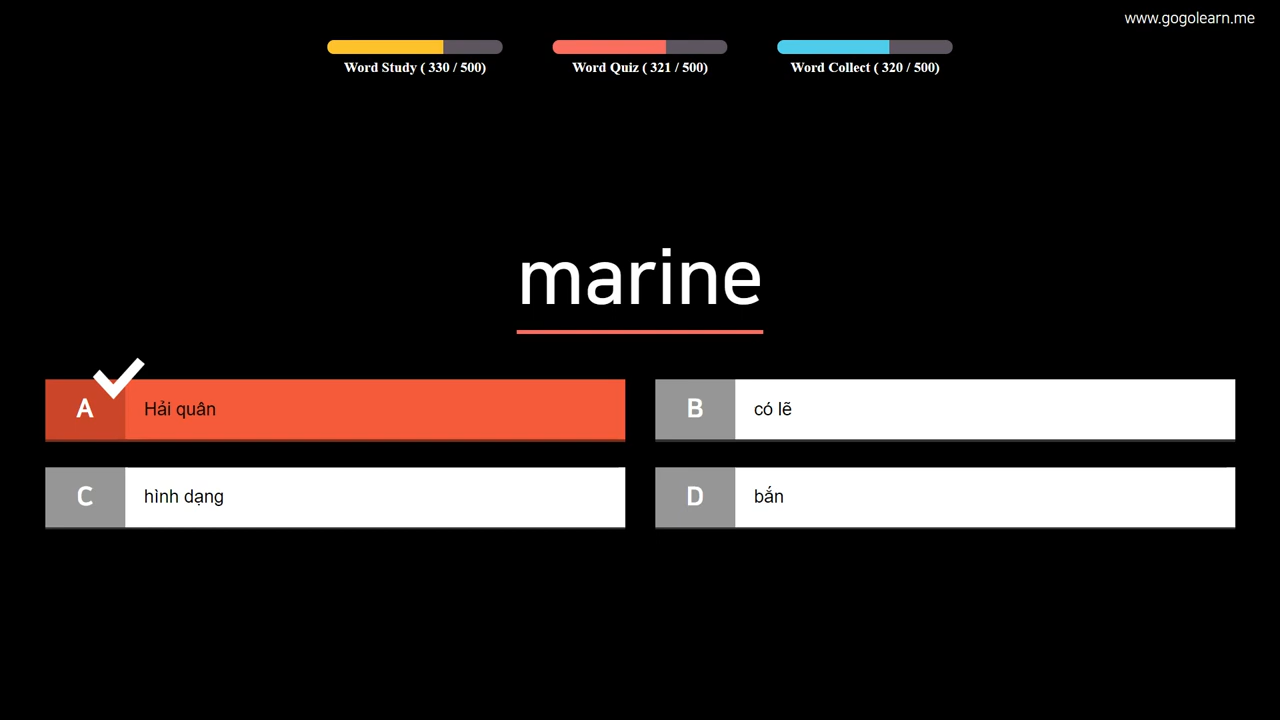 www.gogolearn.me
Word Study ( 330 / 500)
Word Quiz ( 321 / 500)
Word Collect ( 320 / 500)
marine
A
Hải quân
B
có lẽ
C
hình dạng
D
bắn